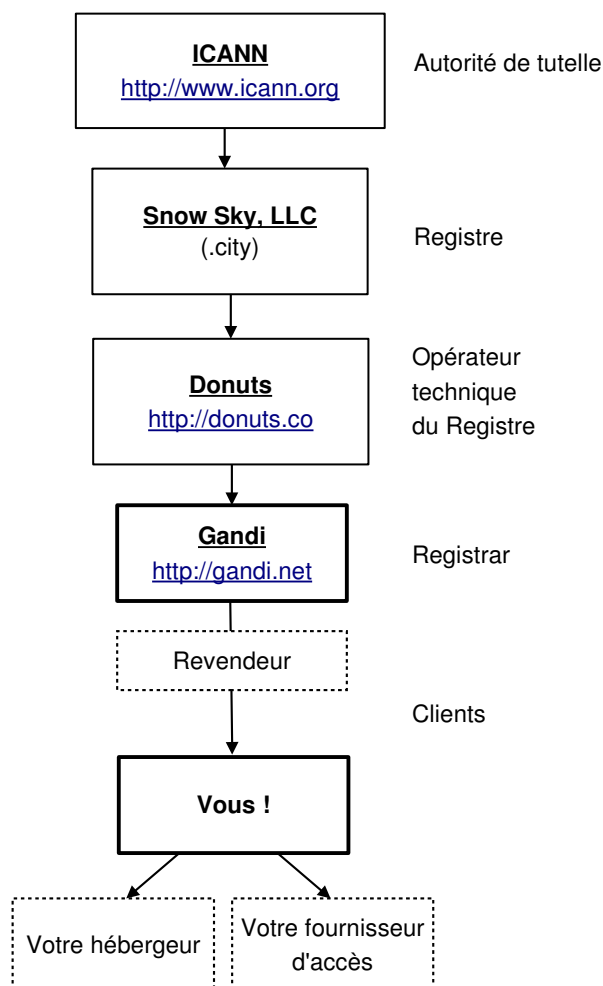 ICANN
http://www.icann.org
Autorité de tutelle
Snow Sky, LLC
(.city)
Registre
Donuts
http://donuts.co
Opérateur
technique
du Registre
Gandi
http://gandi.net
Registrar
Revendeur
Clients
Vous !
Votre hébergeur
Votre fournisseur
d'accès